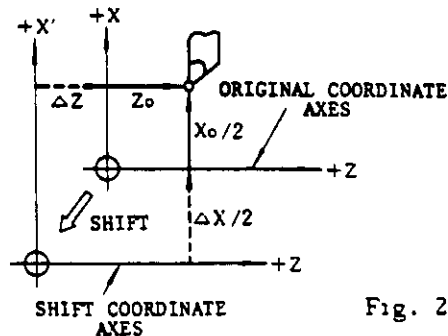 +X'
+X
ΔZ
Zo
ORIGINAL COORDINATE
AXES
Xo/2
+Z
SHIFT
ΔX/2
+Z
SHIFT COORDINATE
AXES
Fig. 2